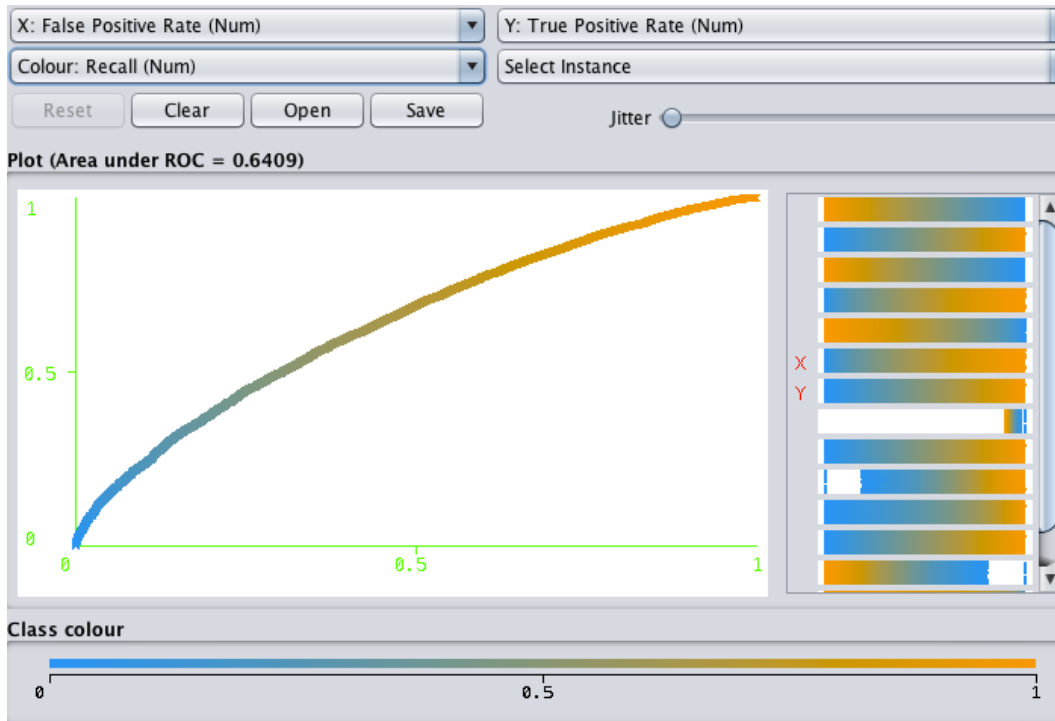 X: False Positive Rate (Num) Y: True Positive Rate (Num)
Colour: Recall (Num) Select Instance
Reset Clear Open Save Jitter
Plot (Area under ROC = 0.6409)
1
0.5
0
0 0.5 1
X
Y
Class colour
0 0.5 1